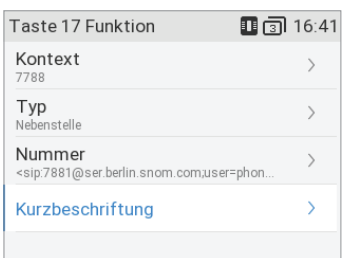 Taste 17 Funktion 3 16:41
Kontext
7788
Typ
Nebenstelle
Nummer
<sip:7881@ser.berlin.snom.com;user=phon...
Kurzbeschriftung